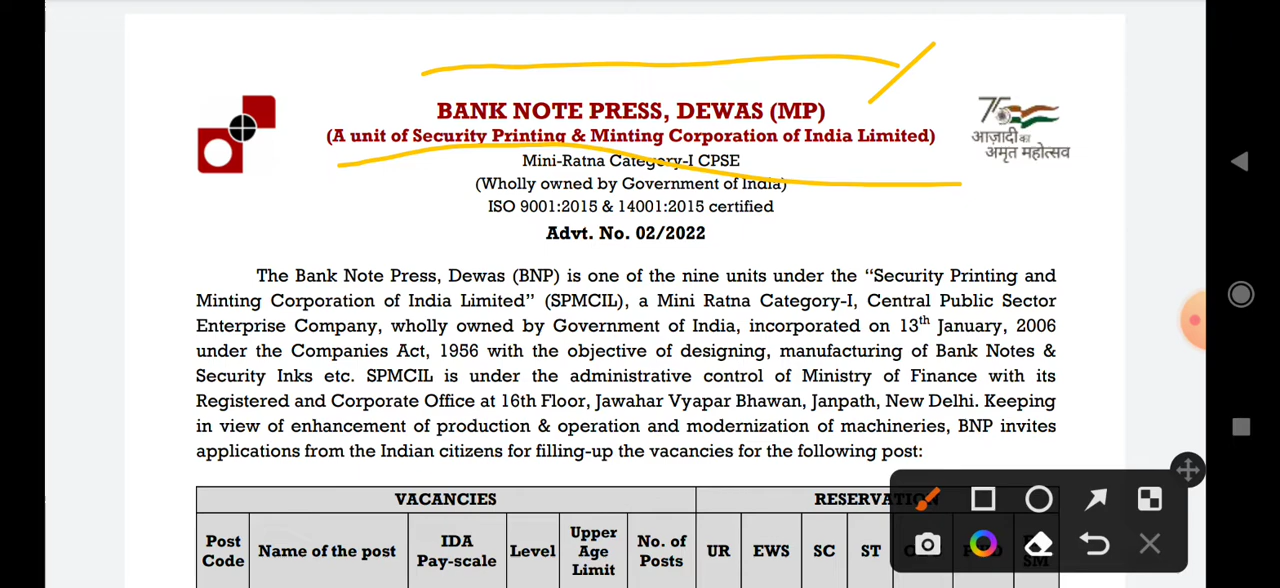 BANK NOTE PRESS, DEWAS (MP)
(A unit of Security Printing & Minting Corporation of India Limited)
Mini-Ratna Category-I CPSE
(Wholly owned by Government of India)
ISO 9001:2015 & 14001:2015 certified
Advt. No. 02/2022
75
आज़ादी का
अमृत महोत्सव
The Bank Note Press, Dewas (BNP) is one of the nine units under the “Security Printing and
Minting Corporation of India Limited” (SPMCIL), a Mini Ratna Category-I, Central Public Sector
Enterprise Company, wholly owned by Government of India, incorporated on 13th January, 2006
under the Companies Act, 1956 with the objective of designing, manufacturing of Bank Notes &
Security Inks etc. SPMCIL is under the administrative control of Ministry of Finance with its
Registered and Corporate Office at 16th Floor, Jawahar Vyapar Bhawan, Janpath, New Delhi. Keeping
in view of enhancement of production & operation and modernization of machineries, BNP invites
applications from the Indian citizens for filling-up the vacancies for the following post:
VACANCIES RESERVATION
Post Code Name of the post IDA Pay-scale Level Upper Age Limit No. of Posts UR EWS SC ST SM